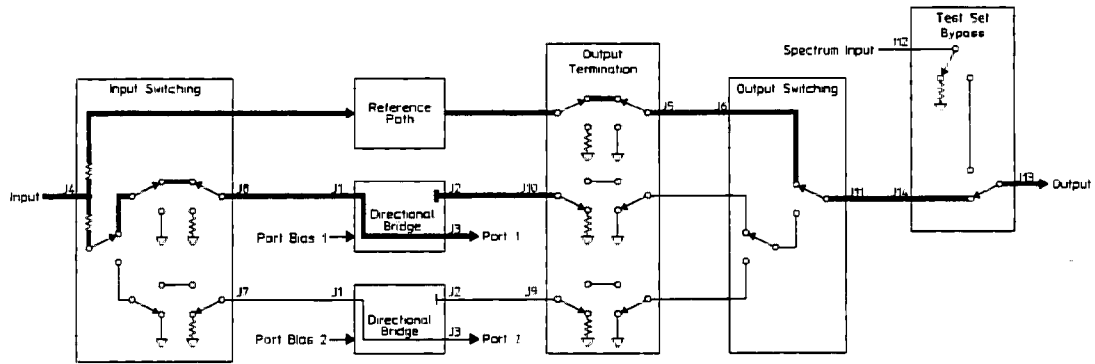 Test Set
Bypass
Output
Termination
Spectrum Input
J12
Input Switching
Output Switching
Reference
Path
J5
J6
Input
J4
J8
J1
J2
J10
J11
J14
J13
Output
Directional
Bridge
J3
Port Bias 1
Port 1
J7
J1
J2
J9
Directional
Bridge
J3
Port Bias 2
Port 2